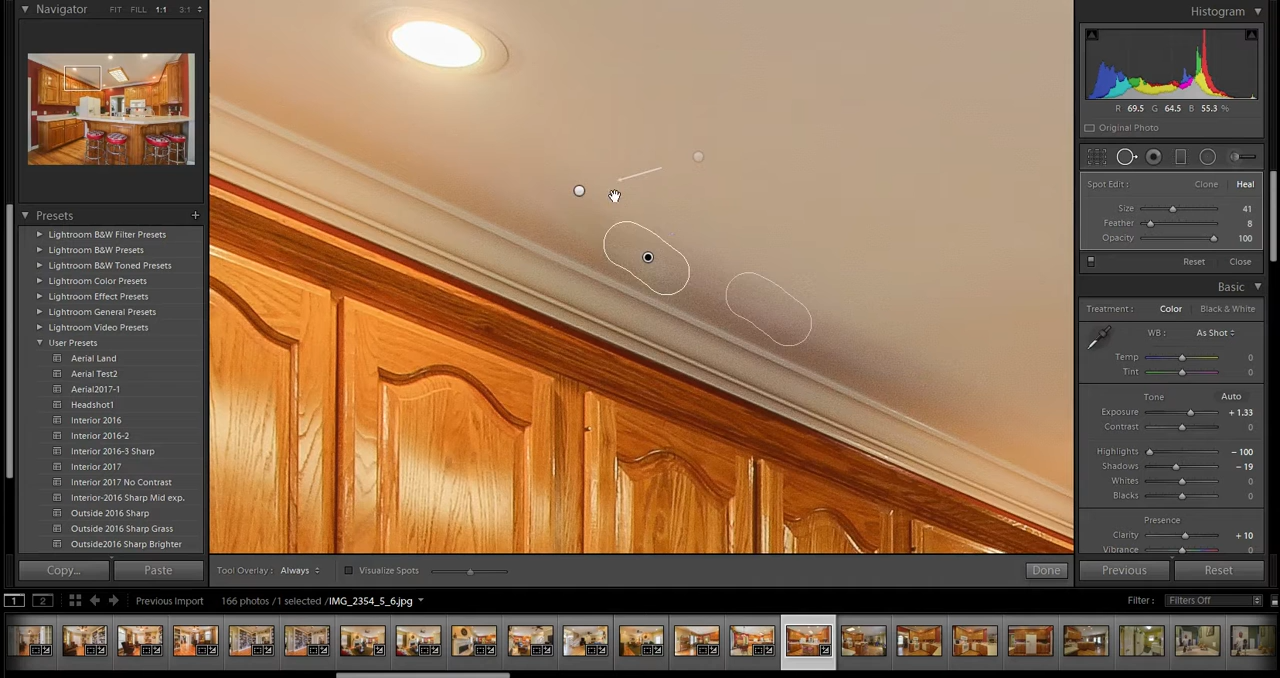 Navigator FIT FILL 1:1 3:1
Presets +
Lightroom B&W Filter Presets
Lightroom B&W Presets
Lightroom B&W Toned Presets
Lightroom Color Presets
Lightroom Effect Presets
Lightroom General Presets
Lightroom Video Presets
User Presets
Aerial Land
Aerial Test2
Aerial2017-1
Headshot1
Interior 2016
Interior 2016-2
Interior 2016-3 Sharp
Interior 2017
Interior 2017 No Contrast
Interior-2016 Sharp Mid exp.
Outside 2016 Sharp
Outside 2016 Sharp Grass
Outside2016 Sharp Brighter
Copy... Paste
Tool Overlay : Always Visualize Spots Done
Histogram
R 69.5 G 64.5 B 55.3 %
Original Photo
Spot Edit : Clone Heal
Size 41
Feather 8
Opacity 100
Reset Close
Basic
Treatment : Color Black & White
WB : As Shot
Temp 0
Tint 0
Tone Auto
Exposure + 1.33
Contrast 0
Highlights – 100
Shadows – 19
Whites 0
Blacks 0
Presence
Clarity + 10
Vibrance 0
Previous Reset
1 2 Previous Import 166 photos /1 selected /IMG_2354_5_6.jpg Filter : Filters Off